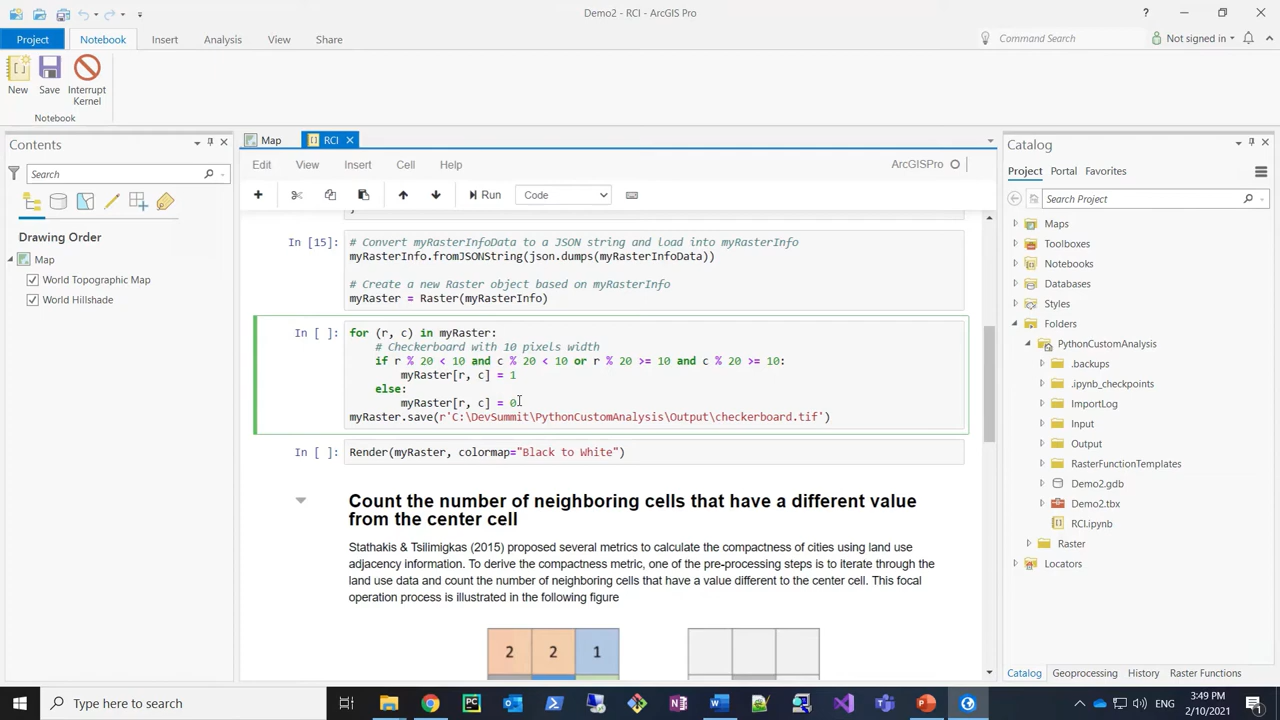 Demo2 - RCI - ArcGIS Pro
?
Project
Notebook
Insert
Analysis
View
Share
Command Search
Not signed in
New
Save
Interrupt
Kernel
Notebook
Contents
Search
Drawing Order
Map
World Topographic Map
World Hillshade
Map
RCI
Edit
View
Insert
Cell
Help
ArcGISPro
Run
Code
In [15]:
# Convert myRasterInfoData to a JSON string and load into myRasterInfo
myRasterInfo.fromJSONString(json.dumps(myRasterInfoData))
# Create a new Raster object based on myRasterInfo
myRaster = Raster(myRasterInfo)
In [ ]:
for (r, c) in myRaster:
# Checkerboard with 10 pixels width
if r % 20 < 10 and c % 20 < 10 or r % 20 >= 10 and c % 20 >= 10:
myRaster[r, c] = 1
else:
myRaster[r, c] = 0
myRaster.save(r'C:\DevSummit\PythonCustomAnalysis\Output\checkerboard.tif')
In [ ]:
Render(myRaster, colormap="Black to White")
Count the number of neighboring cells that have a different value
from the center cell
Stathakis & Tsilimigkas (2015) proposed several metrics to calculate the compactness of cities using land use
adjacency information. To derive the compactness metric, one of the pre-processing steps is to iterate through the
land use data and count the number of neighboring cells that have a value different to the center cell. This focal
operation process is illustrated in the following figure
2 2 1
Catalog
Project
Portal
Favorites
Search Project
Maps
Toolboxes
Notebooks
Databases
Styles
Folders
PythonCustomAnalysis
.backups
.ipynb_checkpoints
ImportLog
Input
Output
RasterFunctionTemplates
Demo2.gdb
Demo2.tbx
RCI.ipynb
Raster
Locators
Catalog
Geoprocessing
History
Raster Functions
Type here to search
ENG
3:49 PM
2/10/2021